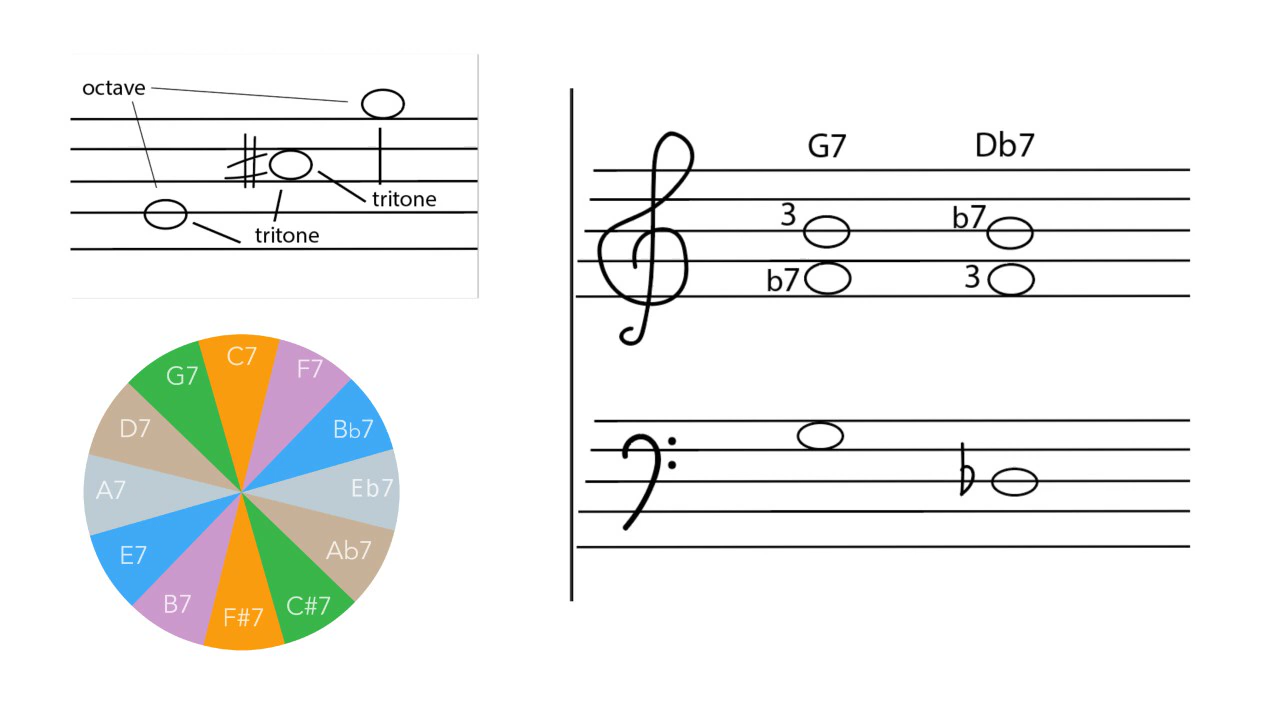 octave
tritone
tritone
C7
F7
G7
Bb7
D7
Eb7
A7
Ab7
E7
C#7
B7
F#7
G7
Db7
3
b7
b7
3